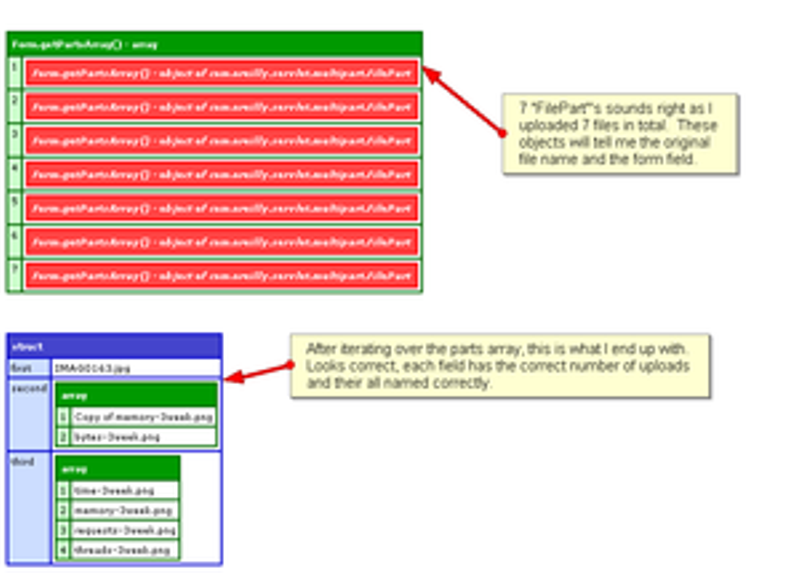 Form.getPartsArray() - array
1 Form.getPartsArray() - object of com.oreilly.servlet.multipart.FilePart
2 Form.getPartsArray() - object of com.oreilly.servlet.multipart.FilePart
3 Form.getPartsArray() - object of com.oreilly.servlet.multipart.FilePart
4 Form.getPartsArray() - object of com.oreilly.servlet.multipart.FilePart
5 Form.getPartsArray() - object of com.oreilly.servlet.multipart.FilePart
6 Form.getPartsArray() - object of com.oreilly.servlet.multipart.FilePart
7 Form.getPartsArray() - object of com.oreilly.servlet.multipart.FilePart
7 "FilePart"s sounds right as I
uploaded 7 files in total. These
objects will tell me the original
file name and the form field.
struct
first IMAG0143.jpg
second
array
1 Copy of memory-3week.png
2 bytes-3week.png
third
array
1 time-3week.png
2 memory-3week.png
3 requests-3week.png
4 threads-3week.png
After iterating over the parts array, this is what I end up with.
Looks correct, each field has the correct number of uploads
and their all named correctly.